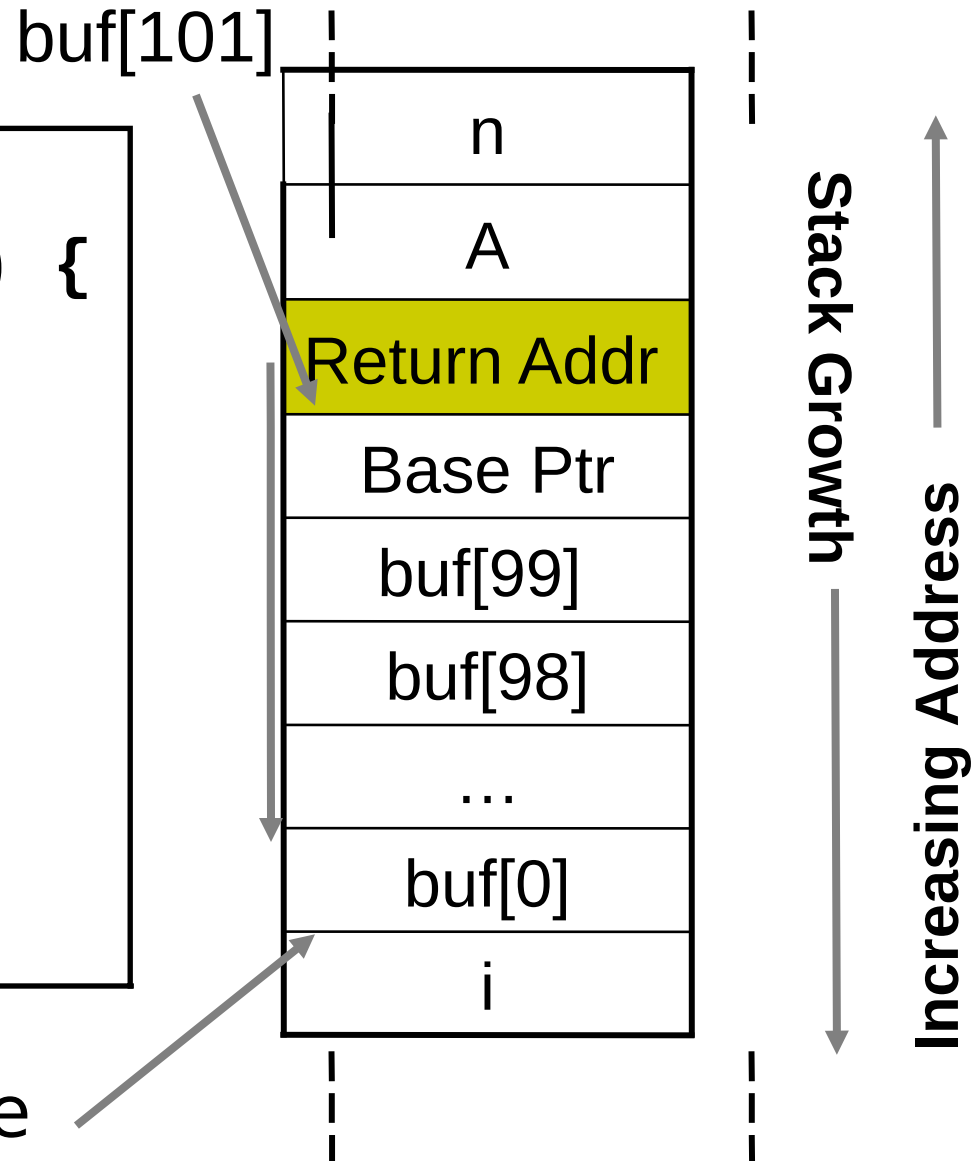 buf[101]
n
A
) {
Return Addr
Base Ptr
buf[99]
buf[98]
…
buf[0]
i
e
Stack Growth
Increasing Address